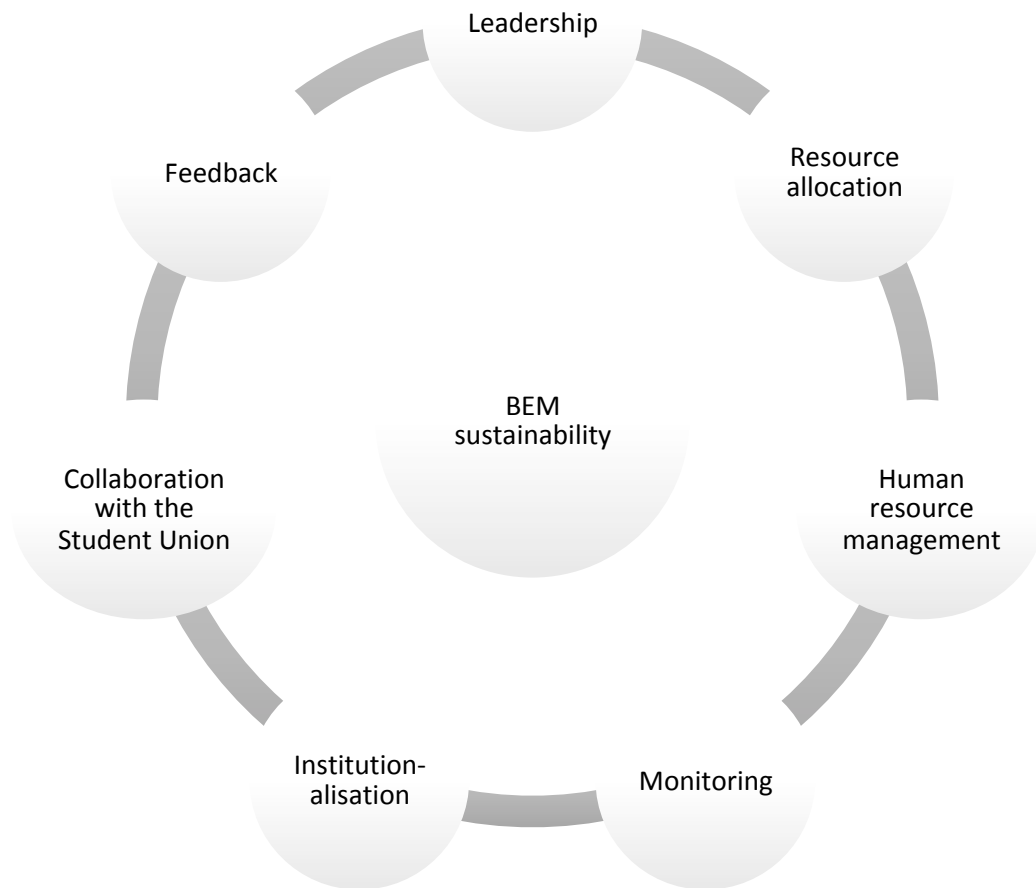 Leadership
Resource
allocation
Feedback
BEM
sustainability
Collaboration
with the
Student Union
Human
resource
management
Institution-
alisation
Monitoring